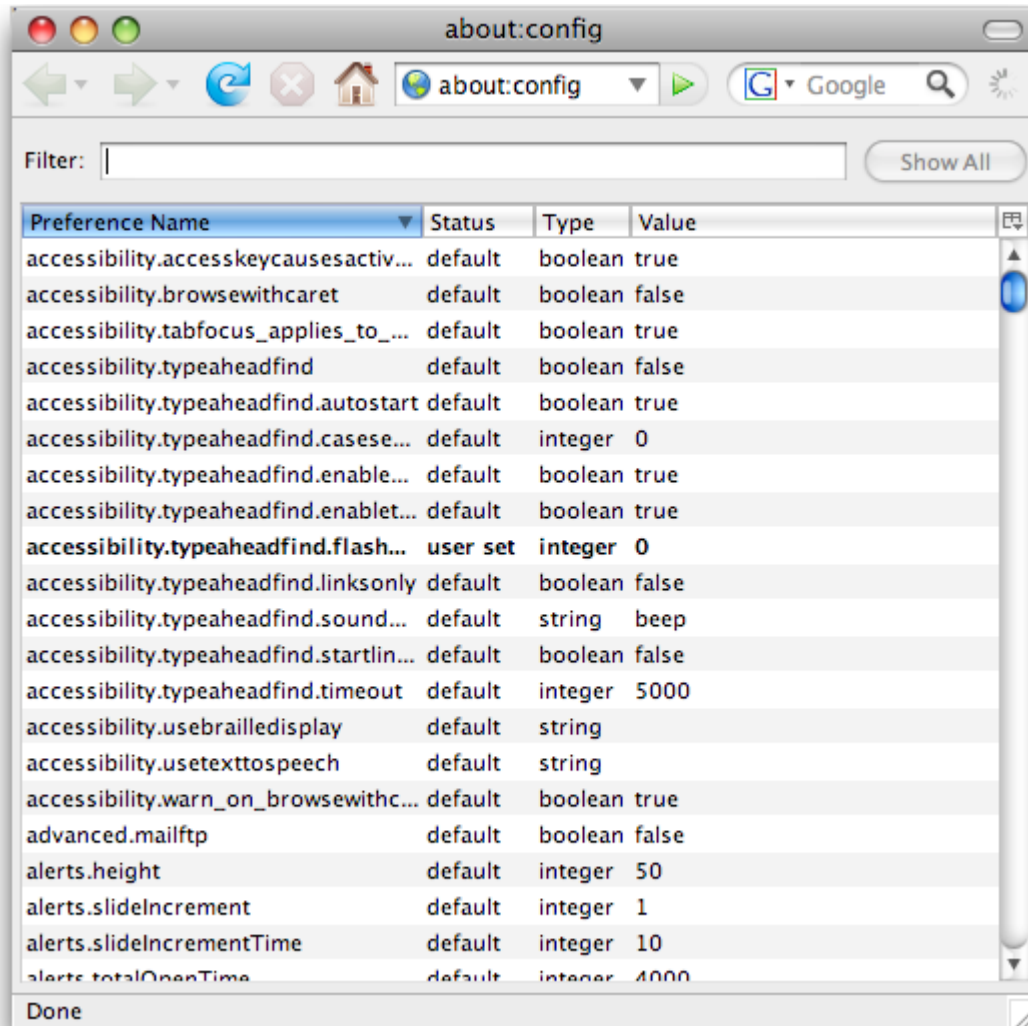 about:config
about:config Google
Filter: Show All
Preference Name Status Type Value
accessibility.accesskeycausesactiv... default boolean true
accessibility.browsewithcaret default boolean false
accessibility.tabfocus_applies_to_... default boolean true
accessibility.typeaheadfind default boolean false
accessibility.typeaheadfind.autostart default boolean true
accessibility.typeaheadfind.casese... default integer 0
accessibility.typeaheadfind.enable... default boolean true
accessibility.typeaheadfind.enablet... default boolean true
accessibility.typeaheadfind.flash... user set integer 0
accessibility.typeaheadfind.linksonly default boolean false
accessibility.typeaheadfind.sound... default string beep
accessibility.typeaheadfind.startlin... default boolean false
accessibility.typeaheadfind.timeout default integer 5000
accessibility.usebrailledisplay default string
accessibility.usetexttospeech default string
accessibility.warn_on_browsewithc... default boolean true
advanced.mailftp default boolean false
alerts.height default integer 50
alerts.slideIncrement default integer 1
alerts.slideIncrementTime default integer 10
alerts.totalOpenTime default integer 4000
Done